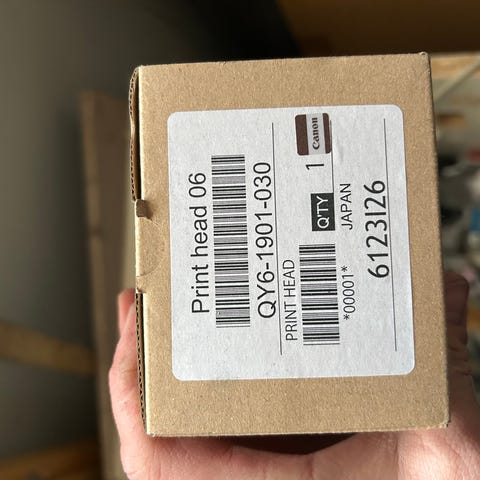 Print head 06
QY6-1901-030
PRINT HEAD
QTY 1
Canon
*00001*
JAPAN
6123126